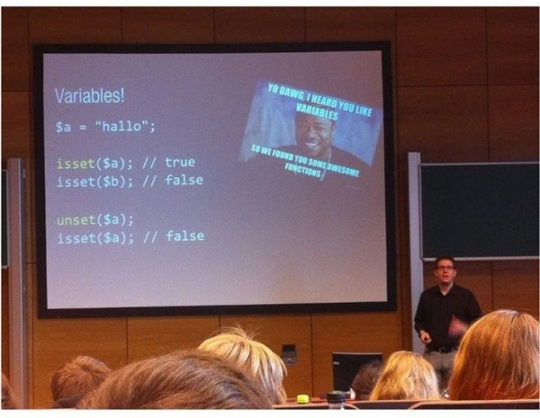 Variables!
$a = "hallo";
isset($a); // true
isset($b); // false
unset($a);
isset($a); // false
YO DAWG, I HEARD YOU LIKE
VARIABLES
SO WE FOUND YOU SOME AWESOME
FUNCTIONS